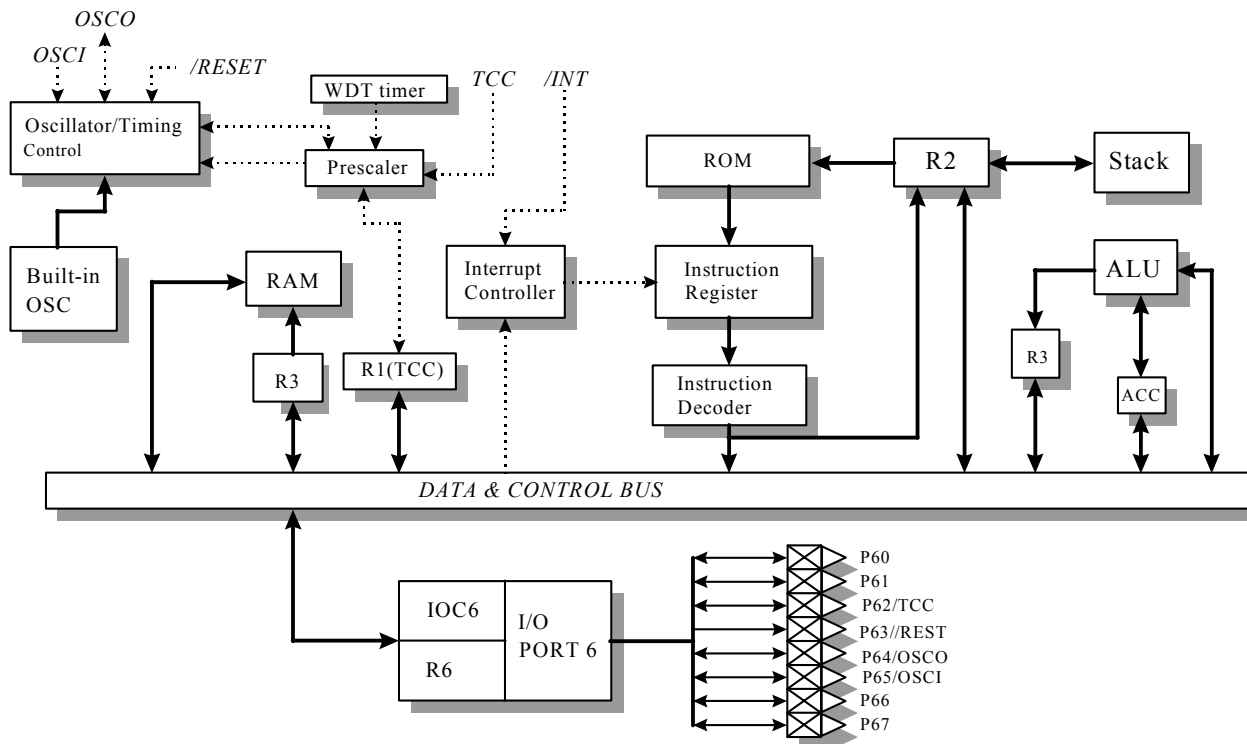 OSCO
OSCI
/RESET
WDT timer
TCC
/INT
Oscillator/Timing
Control
Prescaler
ROM
R2
Stack
Built-in
OSC
RAM
Interrupt
Controller
Instruction
Register
ALU
R3
R1(TCC)
Instruction
Decoder
R3
ACC
DATA & CONTROL BUS
IOC6
R6
I/O
PORT 6
P60
P61
P62/TCC
P63//REST
P64/OSCO
P65/OSCI
P66
P67